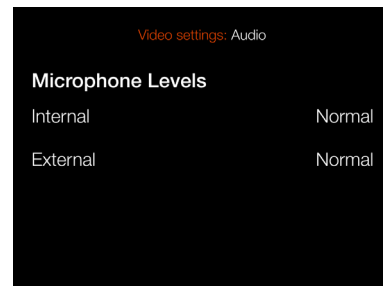 Video settings: Audio
Microphone Levels
Internal Normal
External Normal